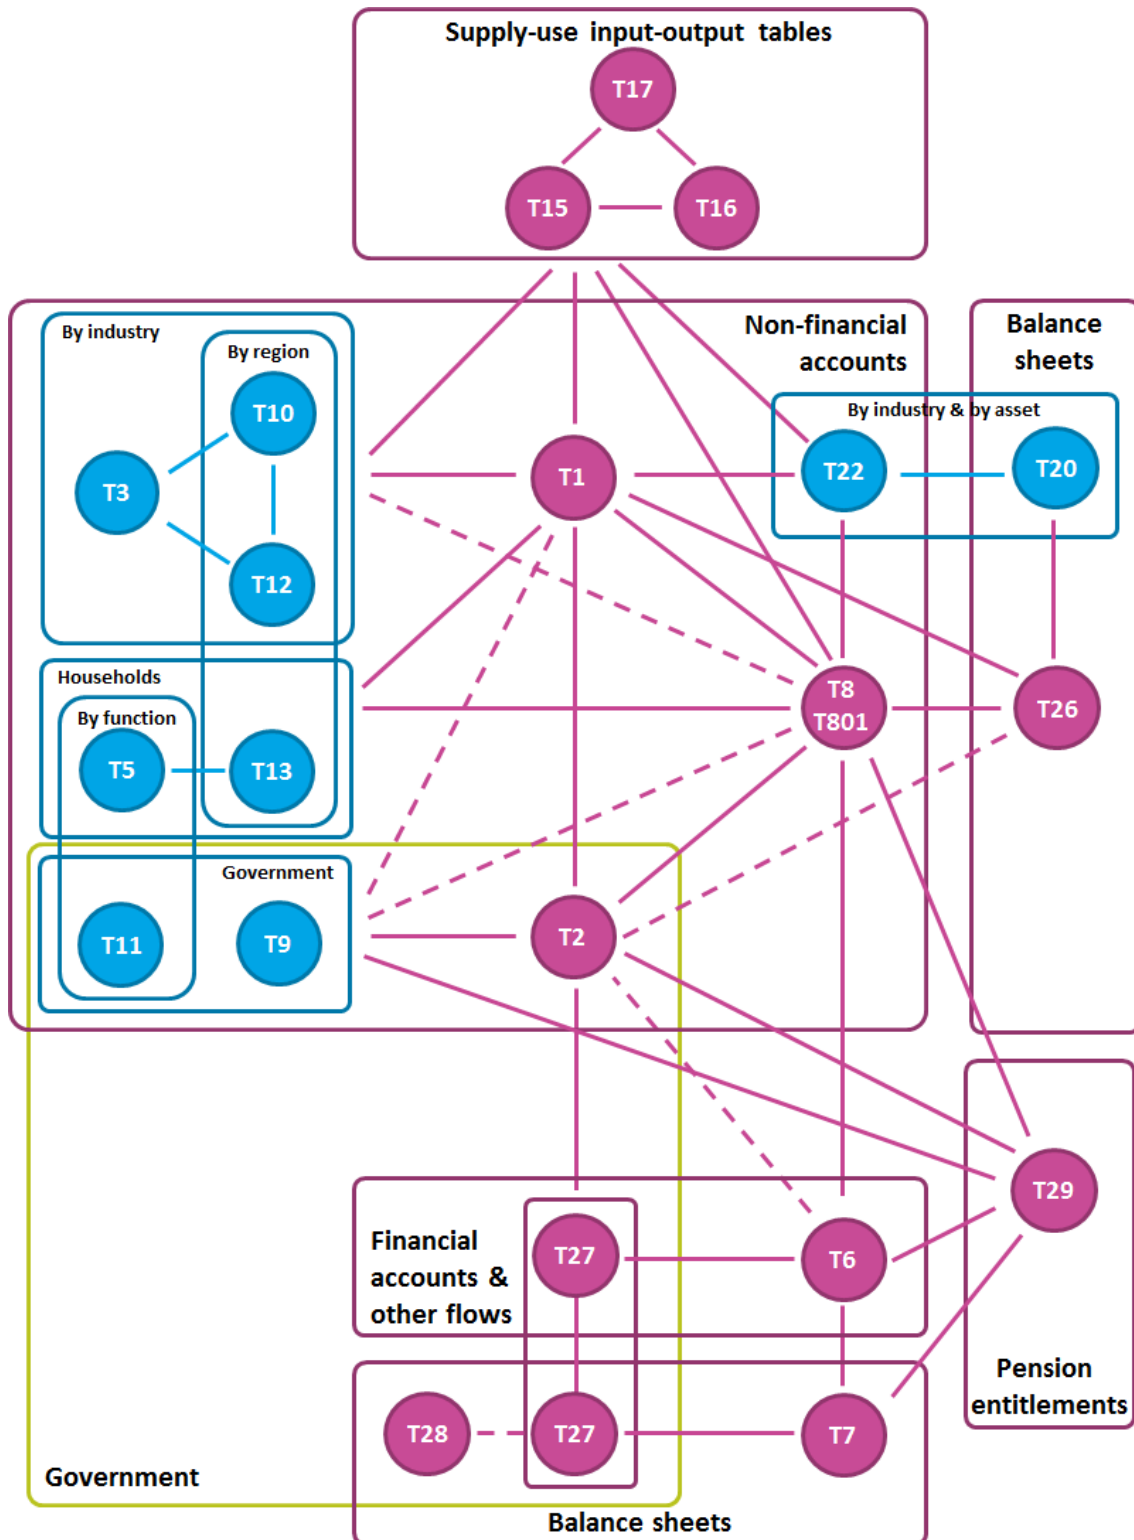 Supply-use input-output tables
T17
T15
T16
By industry
By region
T10
T3
T12
Non-financial
accounts
Balance
sheets
By industry & by asset
T1
T22
T20
Households
By function
T5
T13
T8
T801
T26
Government
T11
T9
T2
T29
Financial
accounts &
other flows
T27
T6
Pension
entitlements
T28
T27
T7
Government
Balance sheets